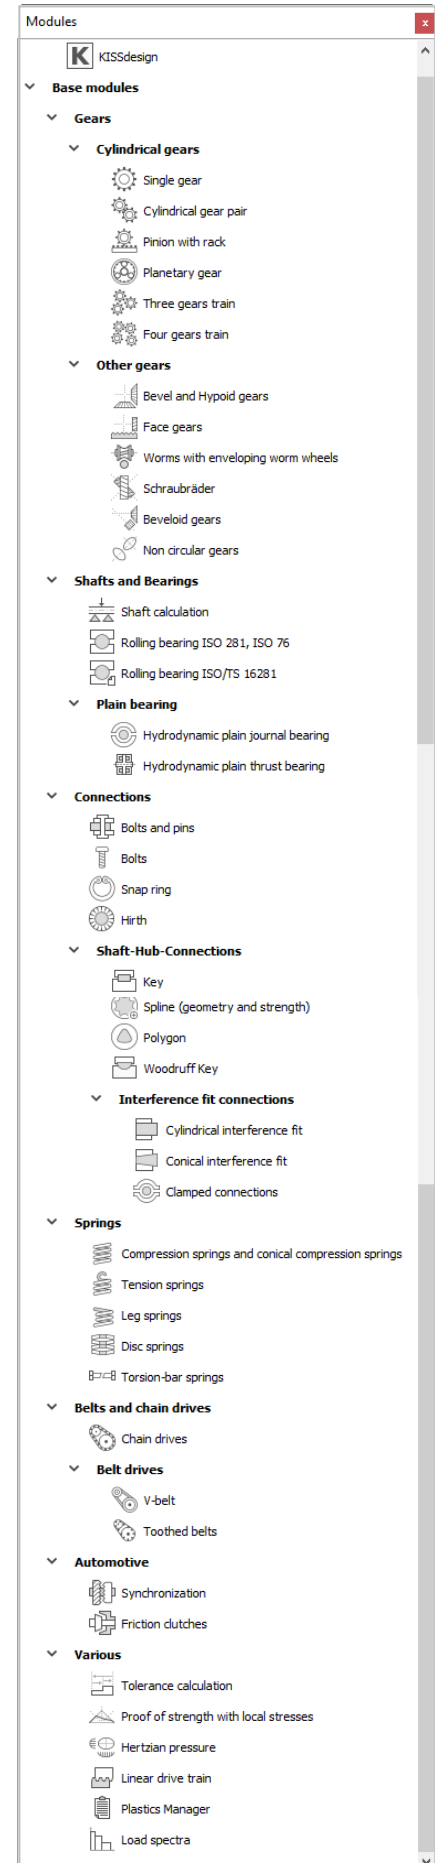 Modules
x
K KISSdesign
Base modules
Gears
Cylindrical gears
Single gear
Cylindrical gear pair
Pinion with rack
Planetary gear
Three gears train
Four gears train
Other gears
Bevel and Hypoid gears
Face gears
Worms with enveloping worm wheels
Schraubräder
Beveloid gears
Non circular gears
Shafts and Bearings
Shaft calculation
Rolling bearing ISO 281, ISO 76
Rolling bearing ISO/TS 16281
Plain bearing
Hydrodynamic plain journal bearing
Hydrodynamic plain thrust bearing
Connections
Bolts and pins
Bolts
Snap ring
Hirth
Shaft-Hub-Connections
Key
Spline (geometry and strength)
Polygon
Woodruff Key
Interference fit connections
Cylindrical interference fit
Conical interference fit
Clamped connections
Springs
Compression springs and conical compression springs
Tension springs
Leg springs
Disc springs
Torsion-bar springs
Belts and chain drives
Chain drives
Belt drives
V-belt
Toothed belts
Automotive
Synchronization
Friction clutches
Various
Tolerance calculation
Proof of strength with local stresses
Hertzian pressure
Linear drive train
Plastics Manager
Load spectra